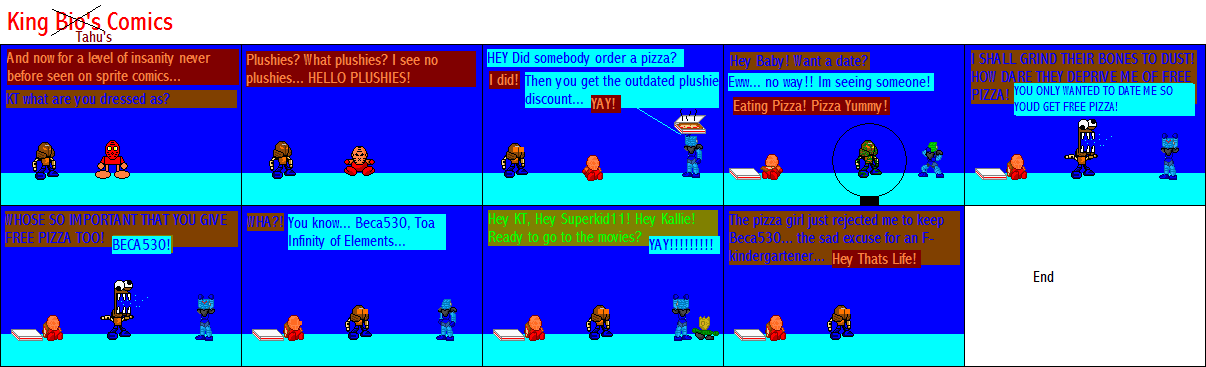 King Bio's Comics
Tahu's
And now for a level of insanity never
before seen on sprite comics...
KT what are you dressed as?
Plushies? What plushies? I see no
plushies... HELLO PLUSHIES!
HEY Did somebody order a pizza?
I did!
Then you get the outdated plushie
discount...
YAY!
Hey Baby! Want a date?
Eww... no way!! Im seeing someone!
Eating Pizza! Pizza Yummy!
I SHALL GRIND THEIR BONES TO DUST!
HOW DARE THEY DEPRIVE ME OF FREE
PIZZA!
YOU ONLY WANTED TO DATE ME SO
YOUD GET FREE PIZZA!
WHOSE SO IMPORTANT THAT YOU GIVE
FREE PIZZA TOO!
BECA530!
WHA?!
You know... Beca530, Toa
Infinity of Elements...
Hey KT, Hey Superkid11! Hey Kallie!
Ready to go to the movies?
YAY!!!!!!!!!
The pizza girl just rejected me to keep
Beca530... the sad excuse for an F-
kindergartener...
Hey Thats Life!
End